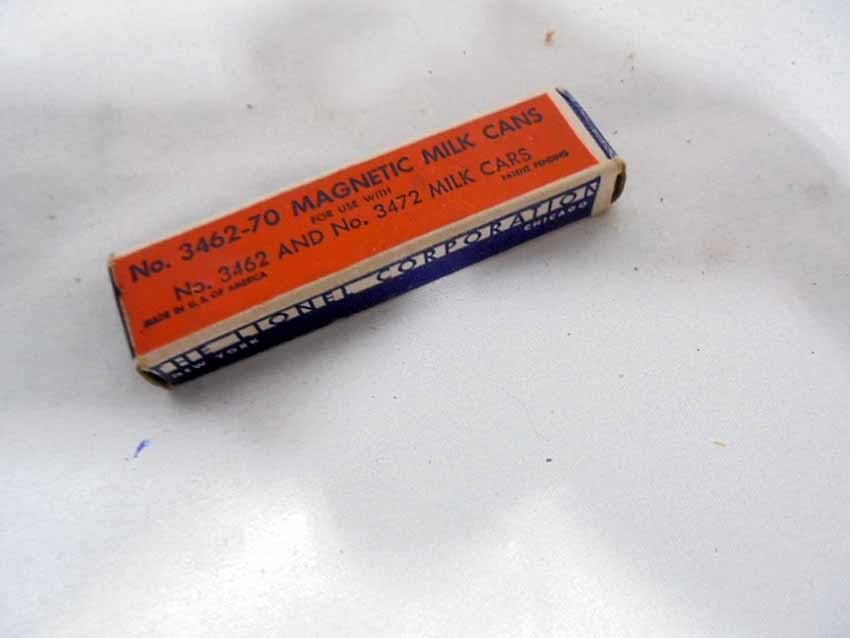 No. 3462-70 MAGNETIC MILK CANS
FOR USE WITH
No. 3462 AND No. 3472 MILK CARS
MADE IN U. S. OF AMERICA
PATENT PENDING
THE LIONEL CORPORATION
NEW YORK
CHICAGO